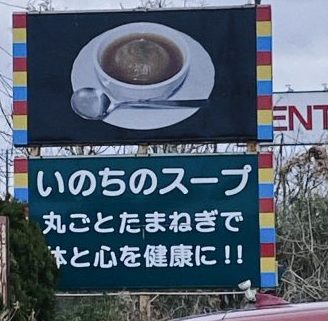 ENT
いのちのスープ
丸ごとたまねぎで
体と心を健康に!!